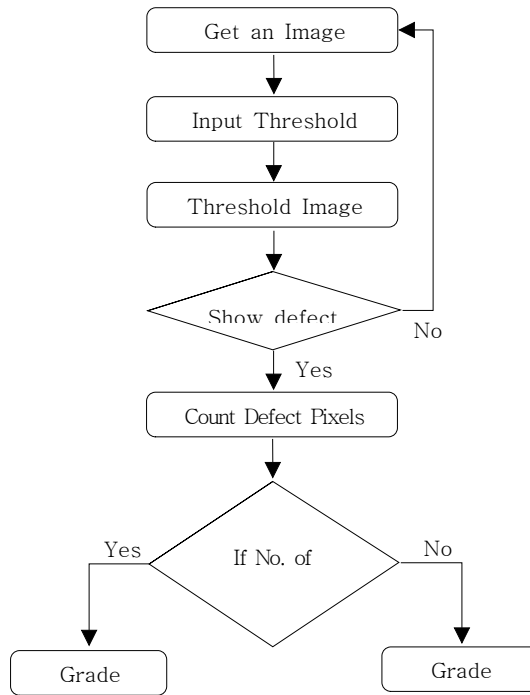 Get an Image
Input Threshold
Threshold Image
Show defect
No
Yes
Count Defect Pixels
Yes
If No. of
No
Grade
Grade